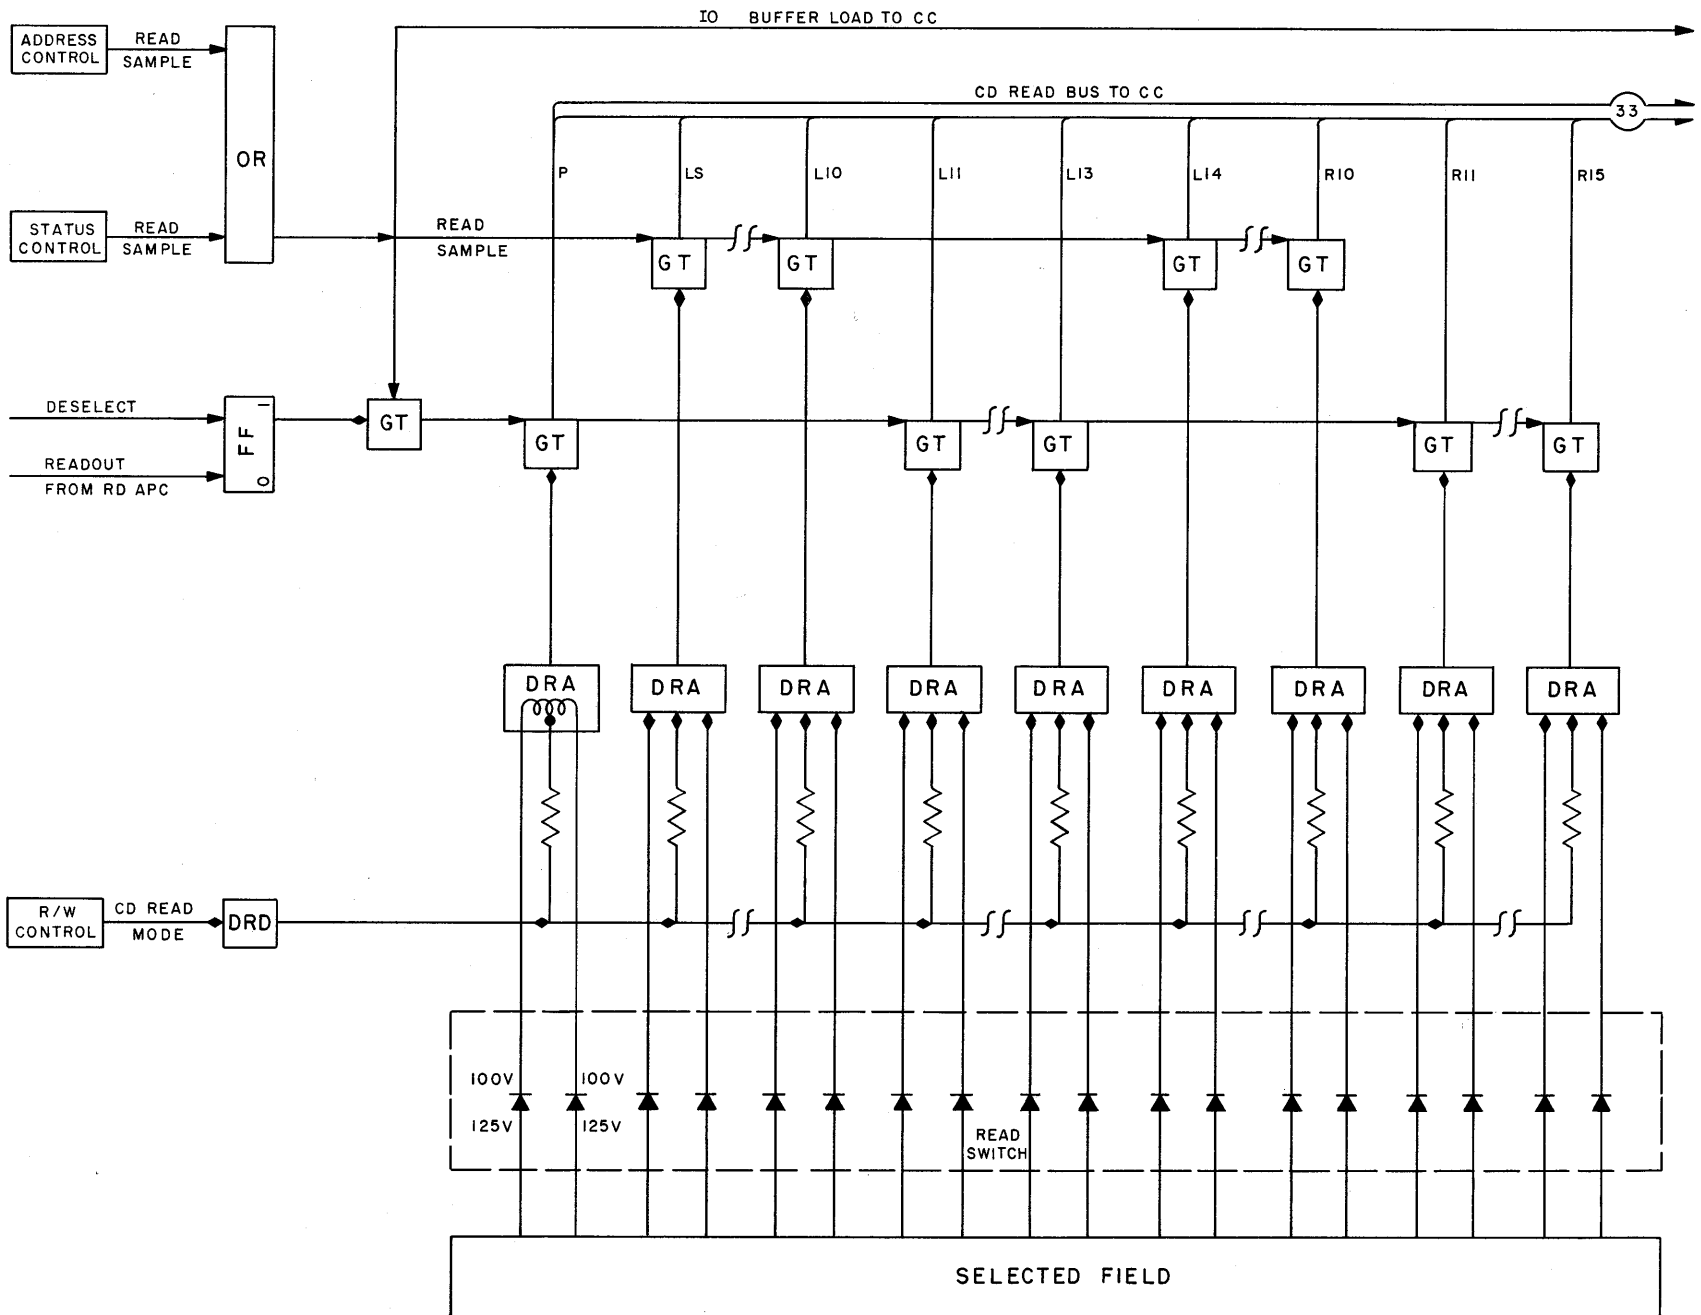 IO BUFFER LOAD TO CC
ADDRESS
CONTROL
READ
SAMPLE
OR
CD READ BUS TO CC
33
P
LS
L10
L11
L13
L14
R10
R11
R15
STATUS
CONTROL
READ
SAMPLE
READ
SAMPLE
GT
GT
GT
GT
DESELECT
READOUT
FROM RD APC
FF
1
0
GT
GT
GT
GT
GT
GT
DRA
DRA
DRA
DRA
DRA
DRA
DRA
DRA
DRA
R/W
CONTROL
CD READ
MODE
DRD
100V
100V
125V
125V
READ
SWITCH
SELECTED FIELD